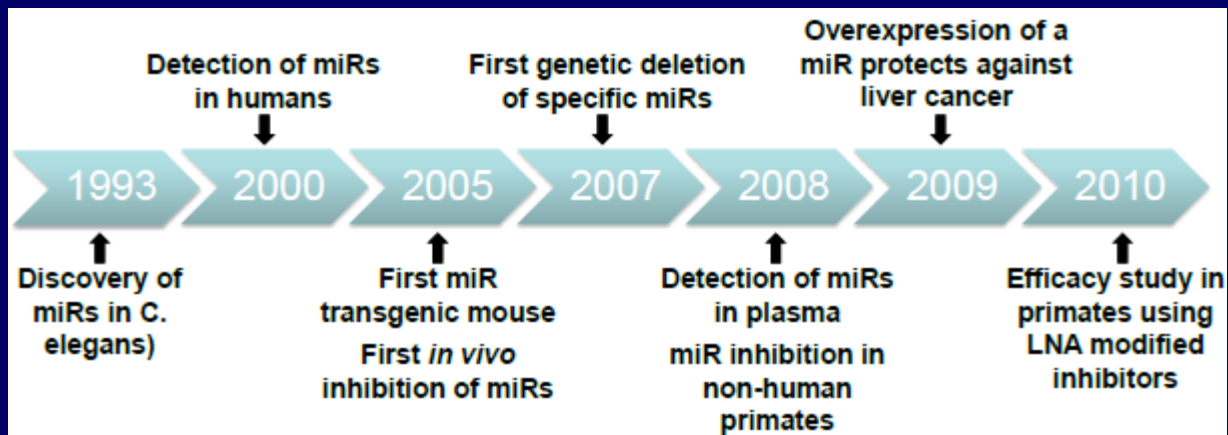 Detection of miRs
in humans
First genetic deletion
of specific miRs
Overexpression of a
miR protects against
liver cancer
1993
2000
2005
2007
2008
2009
2010
Discovery of
miRs in C.
elegans)
First miR
transgenic mouse
First in vivo
inhibition of miRs
Detection of miRs
in plasma
miR inhibition in
non-human
primates
Efficacy study in
primates using
LNA modified
inhibitors